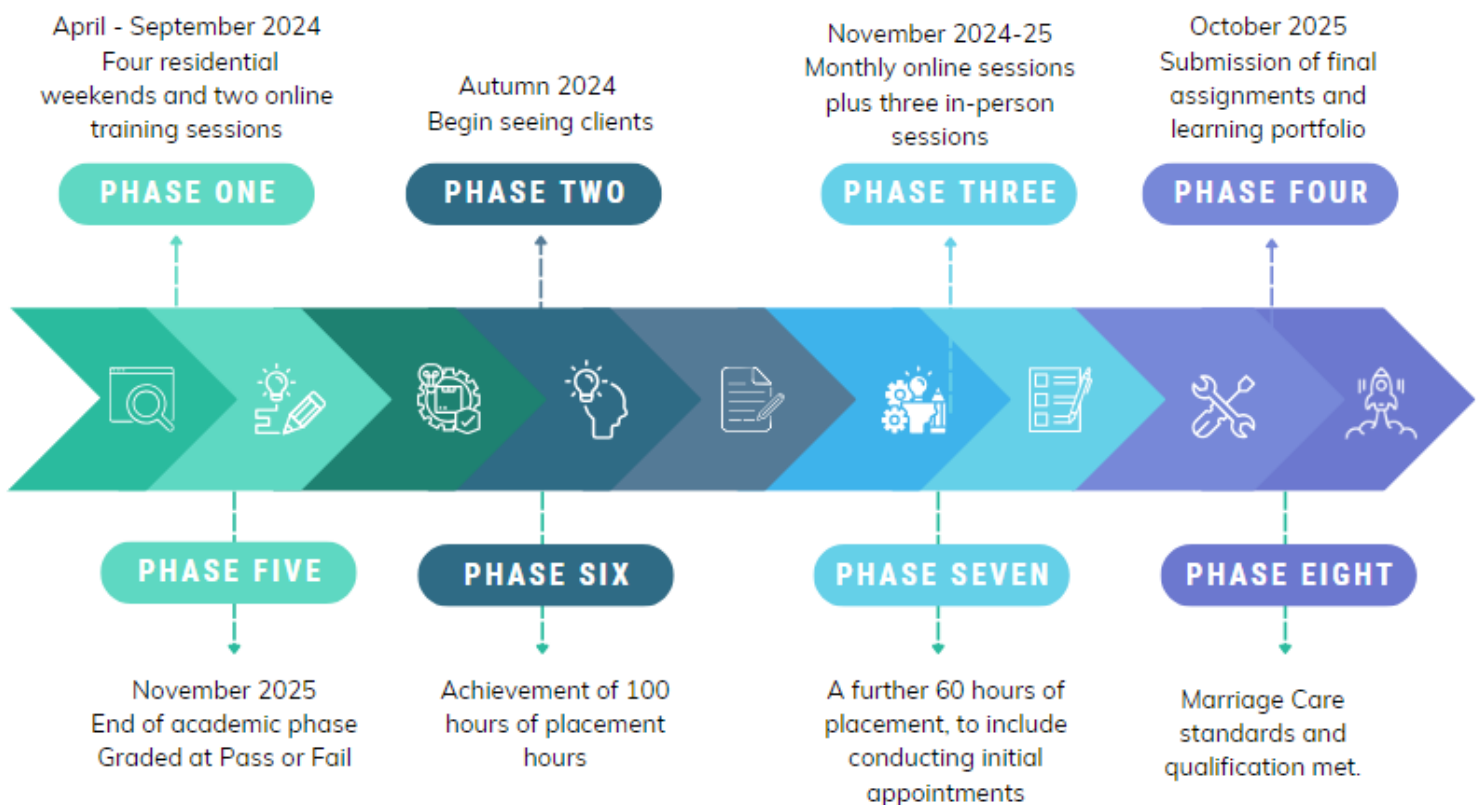 April - September 2024
Four residential
weekends and two online
training sessions
PHASE ONE
Autumn 2024
Begin seeing clients
PHASE TWO
November 2024-25
Monthly online sessions
plus three in-person
sessions
PHASE THREE
October 2025
Submission of final
assignments and
learning portfolio
PHASE FOUR
PHASE FIVE
November 2025
End of academic phase
Graded at Pass or Fail
PHASE SIX
Achievement of 100
hours of placement
hours
PHASE SEVEN
A further 60 hours of
placement, to include
conducting initial
appointments
PHASE EIGHT
Marriage Care
standards and
qualification met.